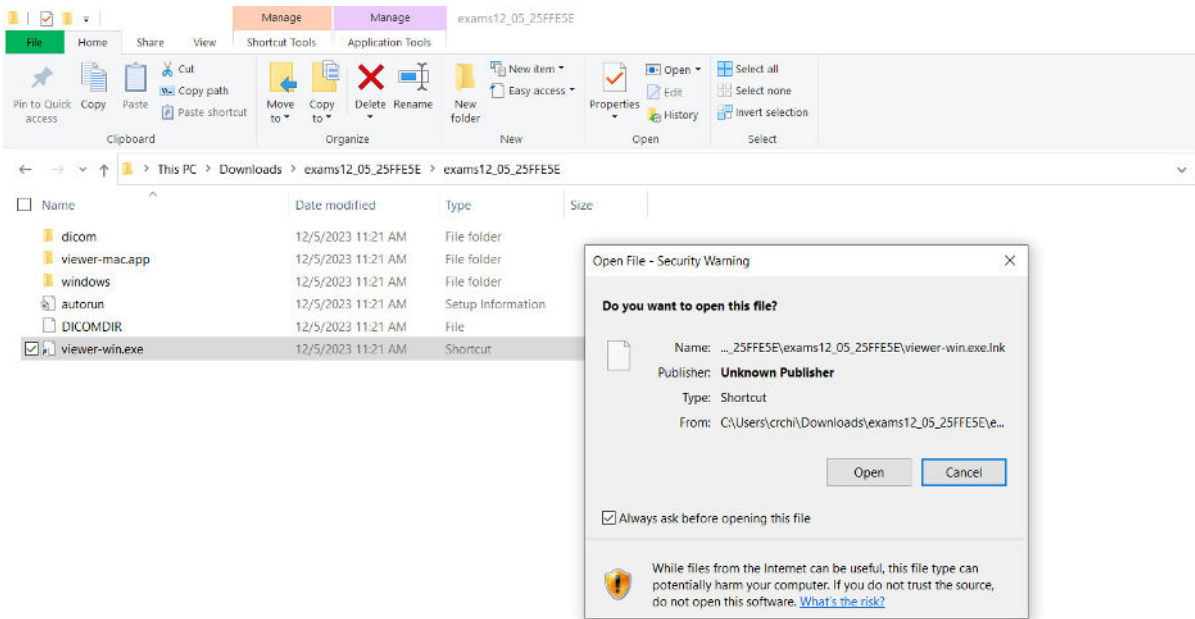 Manage Manage exams12_05_25FFE5E
File Home Share View Shortcut Tools Application Tools
Pin to Quick access
Copy
Paste
Cut
Copy path
Paste shortcut
Clipboard
Move to
Copy to
Delete
Rename
Organize
New folder
New item
Easy access
New
Properties
Open
Edit
History
Open
Select all
Select none
Invert selection
Select
This PC > Downloads > exams12_05_25FFE5E > exams12_05_25FFE5E
Name Date modified Type Size
dicom 12/5/2023 11:21 AM File folder
viewer-mac.app 12/5/2023 11:21 AM File folder
windows 12/5/2023 11:21 AM File folder
autorun 12/5/2023 11:21 AM Setup Information
DICOMDIR 12/5/2023 11:21 AM File
viewer-win.exe 12/5/2023 11:21 AM Shortcut
Open File - Security Warning
Do you want to open this file?
Name: ..._25FFE5E\exams12_05_25FFE5E\viewer-win.exe.lnk
Publisher: Unknown Publisher
Type: Shortcut
From: C:\Users\crchi\Downloads\exams12_05_25FFE5E\e...
Open Cancel
Always ask before opening this file
While files from the Internet can be useful, this file type can
potentially harm your computer. If you do not trust the source,
do not open this software. What's the risk?